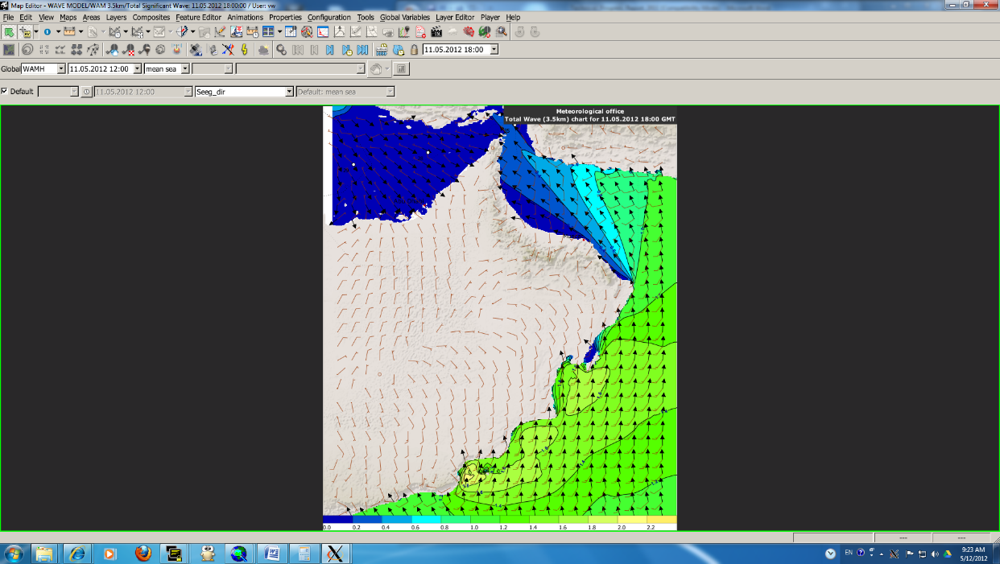 Map Editor - WAVE MODEL/WAM 3.5km/Total Significant Wave: 11.05.2012 18:00:00 / User: vw
File Edit View Maps Areas Layers Composites Feature Editor Animations Properties Configuration Tools Global Variables Layer Editor Player Help
11.05.2012 18:00
Global WAMH 11.05.2012 12:00 mean sea
Default 11.05.2012 12:00 Seeg_dir Default: mean sea
Meteorological office
Total Wave (3.5km) chart for 11.05.2012 18:00 GMT
0.0 0.2 0.4 0.6 0.8 1.0 1.2 1.4 1.6 1.8 2.0 2.2
--- ---
EN 9:23 AM
5/12/2012